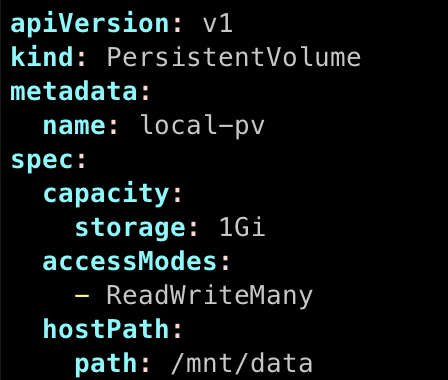 apiVersion: v1
kind: PersistentVolume
metadata:
  name: local-pv
spec:
  capacity:
    storage: 1Gi
  accessModes:
    - ReadWriteMany
  hostPath:
    path: /mnt/data